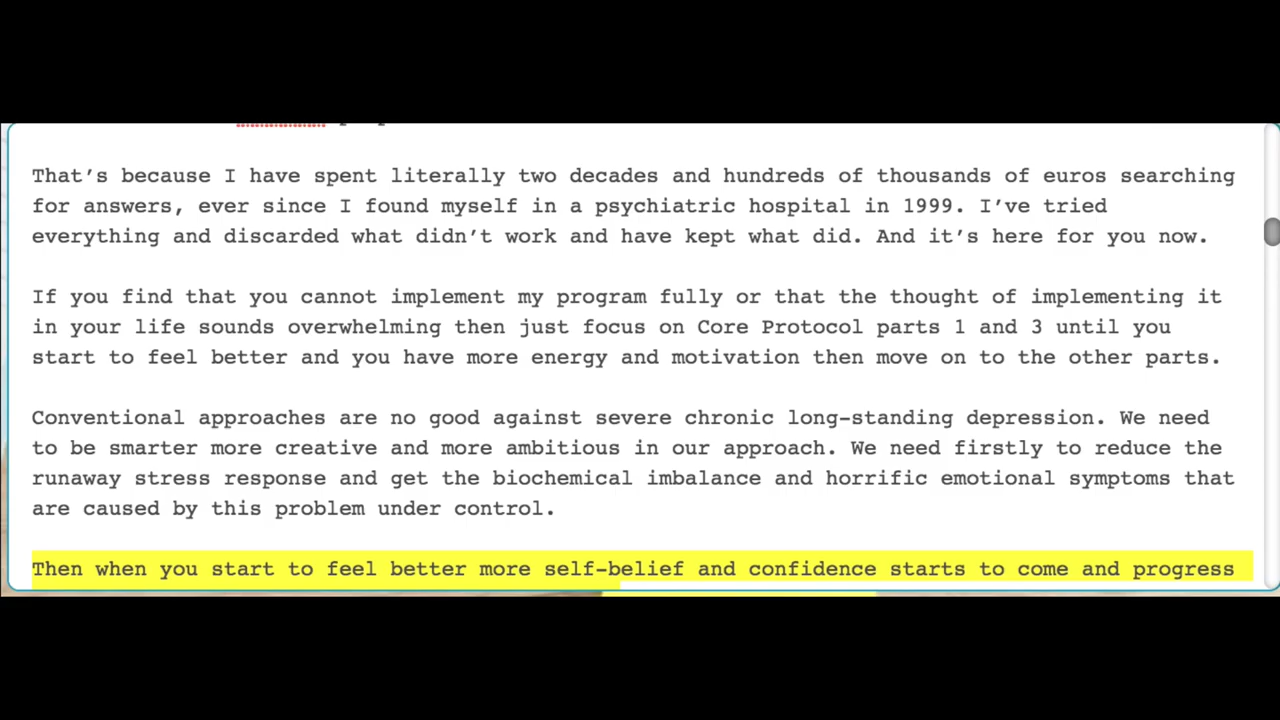 That’s because I have spent literally two decades and hundreds of thousands of euros searching
for answers, ever since I found myself in a psychiatric hospital in 1999. I’ve tried
everything and discarded what didn’t work and have kept what did. And it’s here for you now.
If you find that you cannot implement my program fully or that the thought of implementing it
in your life sounds overwhelming then just focus on Core Protocol parts 1 and 3 until you
start to feel better and you have more energy and motivation then move on to the other parts.
Conventional approaches are no good against severe chronic long-standing depression. We need
to be smarter more creative and more ambitious in our approach. We need firstly to reduce the
runaway stress response and get the biochemical imbalance and horrific emotional symptoms that
are caused by this problem under control.
Then when you start to feel better more self-belief and confidence starts to come and progress